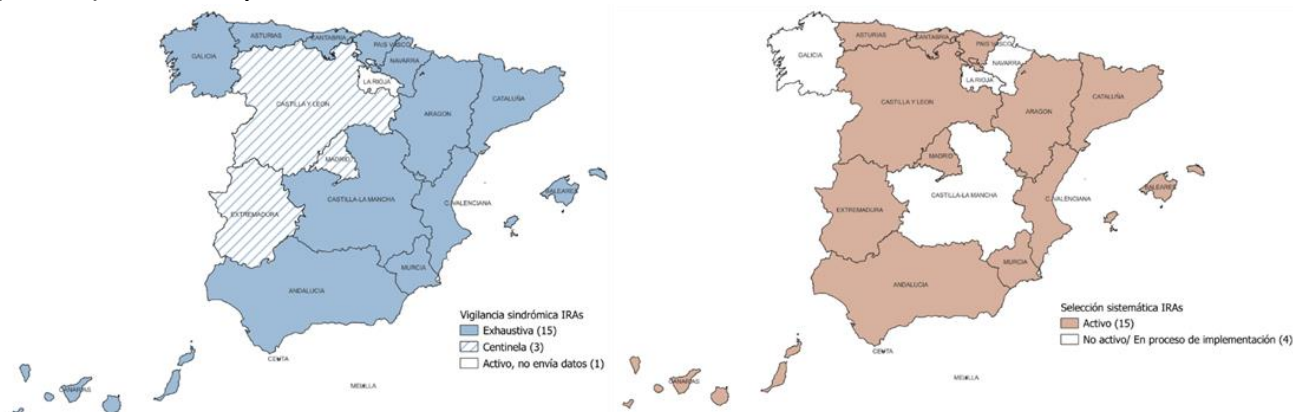 ASTURIAS
CANTABRIA
PAIS VASCO
GALICIA
NAVARRA
LA RIOJA
CATALUÑA
CASTILLA Y LEON
ARAGON
MADRID
BALEARES
CASTILLA-LA MANCHA
C. VALENCIANA
EXTREMADURA
MURCIA
ANDALUCIA
Vigilancia sindrómica IRAs
Exhaustiva (15)
Centinela (3)
Activo, no envía datos (1)
CEUTA
CANARIAS
MELILLA
ASTURIAS
CANTABRIA
PAIS VASCO
GALICIA
NAVARRA
LA RIOJA
CATALUÑA
CASTILLA Y LEON
ARAGON
MADRID
BALEARES
CASTILLA-LA MANCHA
C. VALENCIANA
EXTREMADURA
MURCIA
ANDALUCIA
Selección sistemática IRAs
Activo (15)
No activo/ En proceso de implementación (4)
CEUTA
CANARIAS
MELILLA